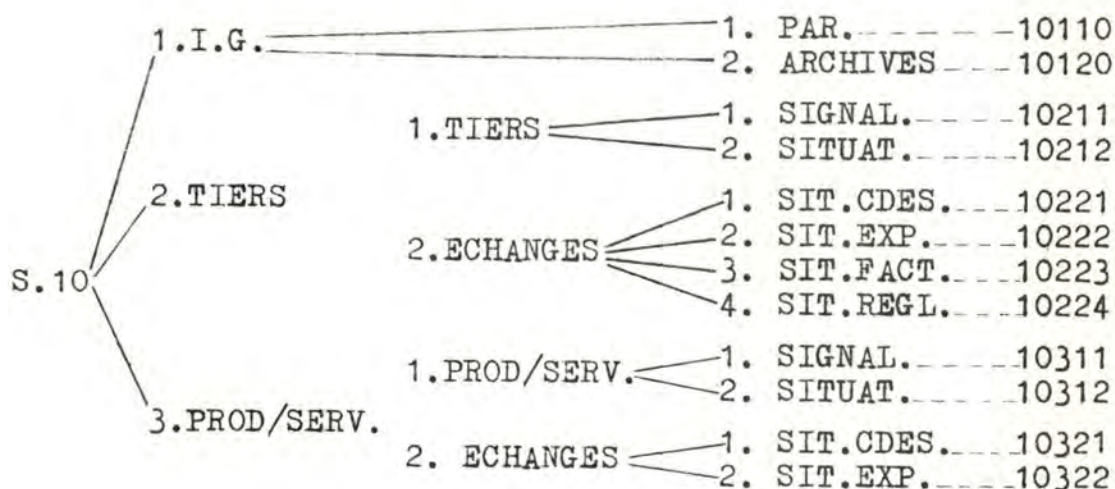 1. PAR. 10110
1.I.G.
2. ARCHIVES 10120
1. SIGNAL. 10211
1.TIERS
2. SITUAT. 10212
2.TIERS
1. SIT.CDES. 10221
2. SIT.EXP. 10222
2.ECHANGES
3. SIT.FACT. 10223
S.10
4. SIT.REGL. 10224
1. SIGNAL. 10311
1.PROD/SERV.
2. SITUAT. 10312
3.PROD/SERV.
1. SIT.CDES. 10321
2. ECHANGES
2. SIT.EXP. 10322